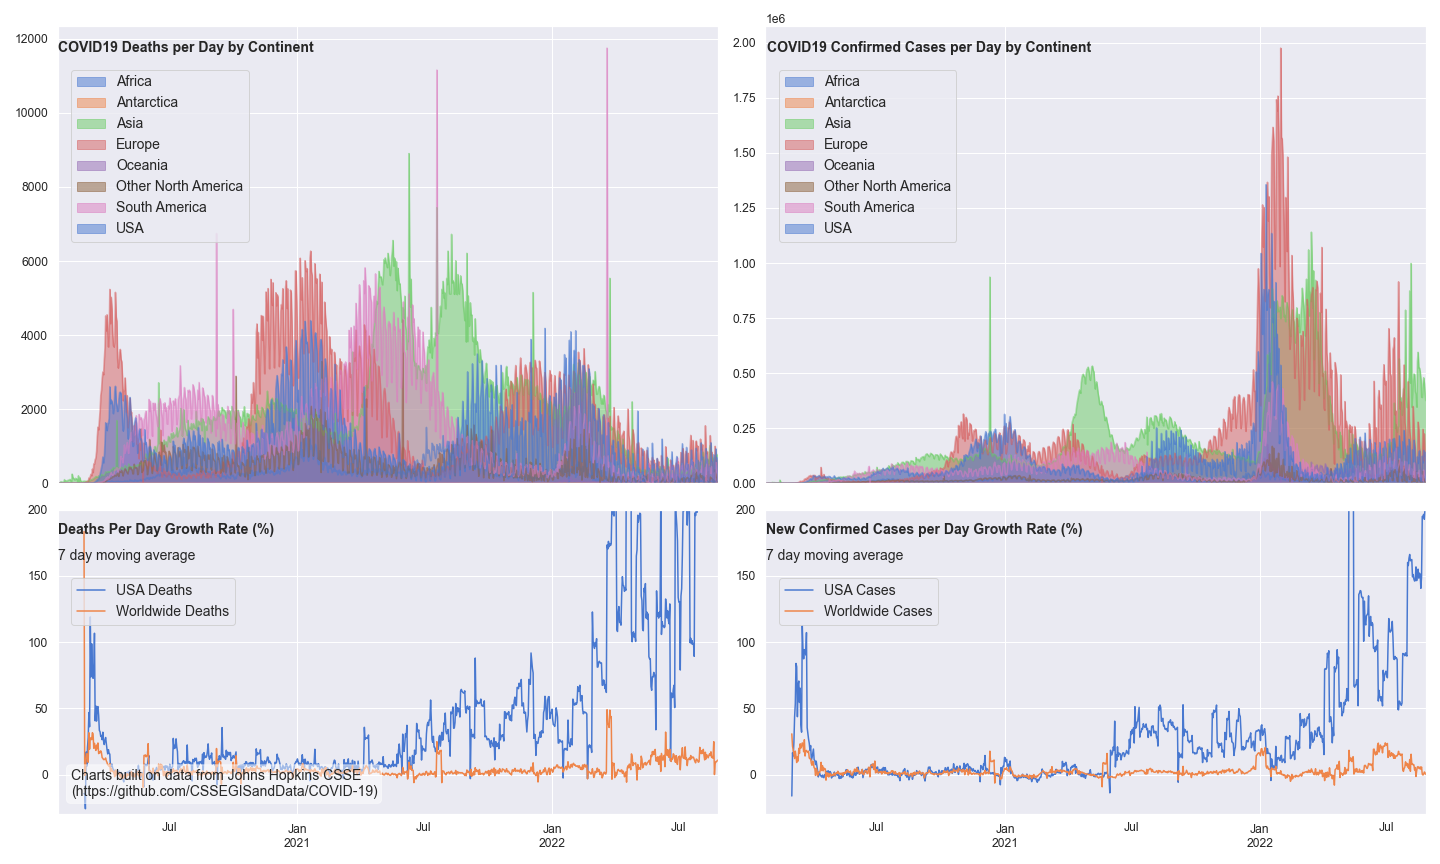 COVID19 Deaths per Day by Continent
12000
10000
8000
6000
4000
2000
0
Africa
Antarctica
Asia
Europe
Oceania
Other North America
South America
USA
1e6
COVID19 Confirmed Cases per Day by Continent
2.00
1.75
1.50
1.25
1.00
0.75
0.50
0.25
0.00
Africa
Antarctica
Asia
Europe
Oceania
Other North America
South America
USA
Deaths Per Day Growth Rate (%)
7 day moving average
200
150
100
50
0
USA Deaths
Worldwide Deaths
Charts built on data from Johns Hopkins CSSE
(https://github.com/CSSEGISandData/COVID-19)
Jul
Jan
2021
Jul
Jan
2022
Jul
New Confirmed Cases per Day Growth Rate (%)
7 day moving average
200
150
100
50
0
USA Cases
Worldwide Cases
Jul
Jan
2021
Jul
Jan
2022
Jul